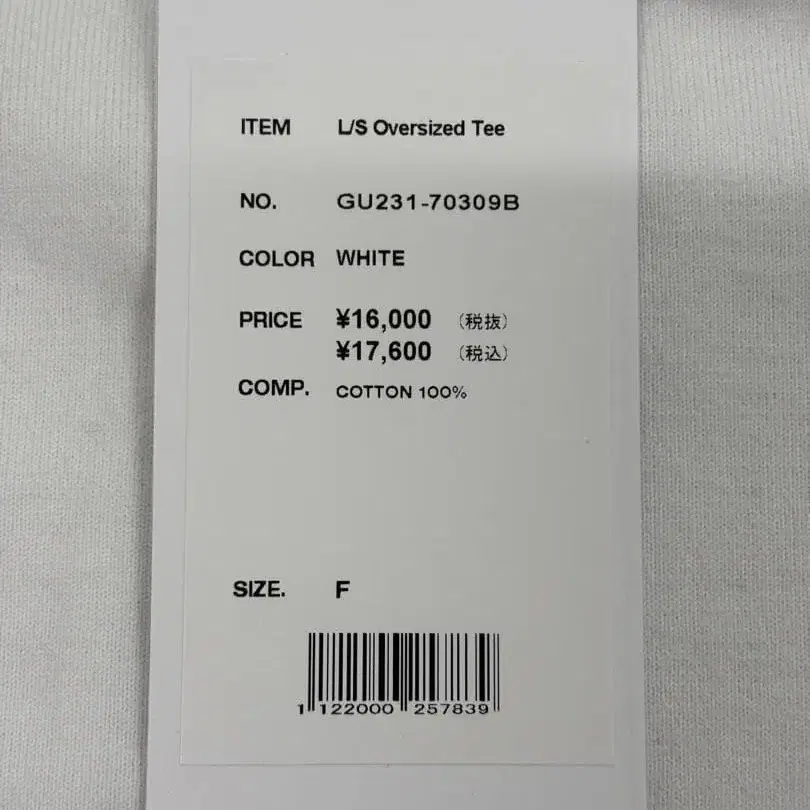 ITEM L/S Oversized Tee
NO. GU231-70309B
COLOR WHITE
PRICE ¥16,000 (税抜)
¥17,600 (税込)
COMP. COTTON 100%
SIZE. F
1 122000 257839